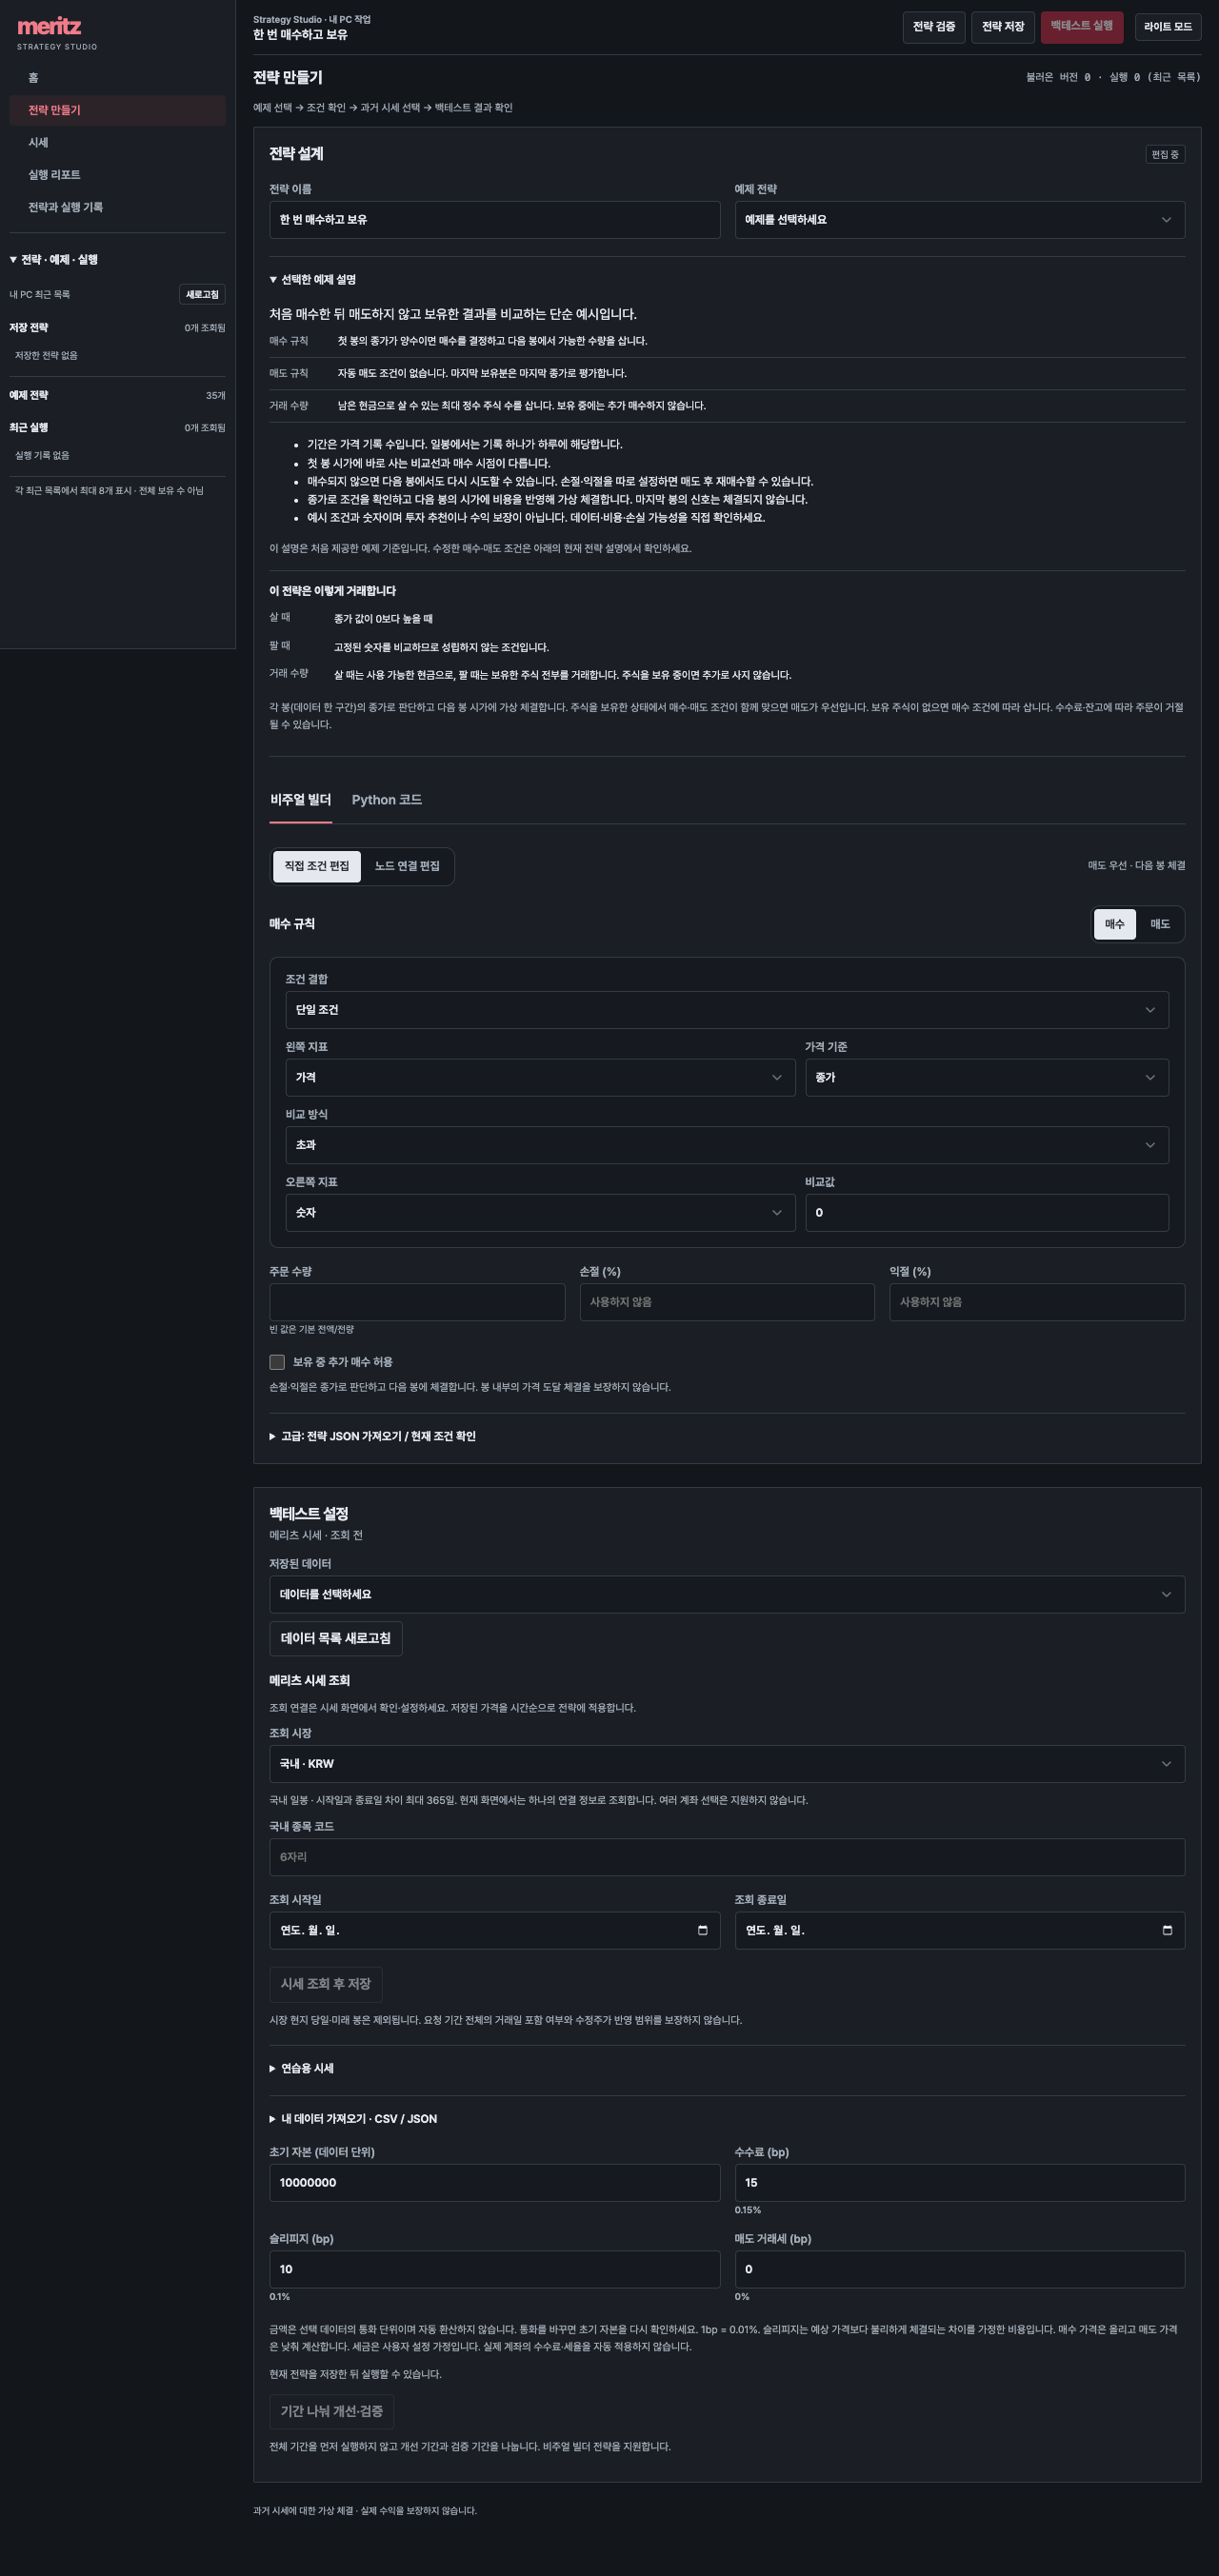 meritz
STRATEGY STUDIO
홈
전략 만들기
시세
실행 리포트
전략과 실행 기록
▼ 전략 · 예제 · 실행
내 PC 최근 목록
새로고침
저장 전략
0개 조회됨
저장한 전략 없음
예제 전략
35개
최근 실행
0개 조회됨
실행 기록 없음
각 최근 목록에서 최대 8개 표시 · 전체 보유 수 아님
Strategy Studio · 내 PC 작업
한 번 매수하고 보유
전략 검증
전략 저장
백테스트 실행
라이트 모드
전략 만들기
불러온 버전 0 · 실행 0 (최근 목록)
예제 선택 → 조건 확인 → 과거 시세 선택 → 백테스트 결과 확인
전략 설계
편집 중
전략 이름
예제 전략
한 번 매수하고 보유
예제를 선택하세요
▼ 선택한 예제 설명
처음 매수한 뒤 매도하지 않고 보유한 결과를 비교하는 단순 예시입니다.
매수 규칙
첫 봉의 종가가 양수이면 매수를 결정하고 다음 봉에서 가능한 수량을 삽니다.
매도 규칙
자동 매도 조건이 없습니다. 마지막 보유분은 마지막 종가로 평가합니다.
거래 수량
남은 현금으로 살 수 있는 최대 정수 주식 수를 삽니다. 보유 중에는 추가 매수하지 않습니다.
• 기간은 가격 기록 수입니다. 일봉에서는 기록 하나가 하루에 해당합니다.
• 첫 봉 시가에 바로 사는 비교선과 매수 시점이 다릅니다.
• 매수되지 않으면 다음 봉에서도 다시 시도할 수 있습니다. 손절·익절을 따로 설정하면 매도 후 재매수할 수 있습니다.
• 종가로 조건을 확인하고 다음 봉의 시가에 비용을 반영해 가상 체결합니다. 마지막 봉의 신호는 체결되지 않습니다.
• 예시 조건과 숫자이며 투자 추천이나 수익 보장이 아닙니다. 데이터·비용·손실 가능성을 직접 확인하세요.
이 설명은 처음 제공한 예제 기준입니다. 수정한 매수·매도 조건은 아래의 현재 전략 설명에서 확인하세요.
이 전략은 이렇게 거래합니다
살 때
종가 값이 0보다 높을 때
팔 때
고정된 숫자를 비교하므로 성립하지 않는 조건입니다.
거래 수량
살 때는 사용 가능한 현금으로, 팔 때는 보유한 주식 전부를 거래합니다. 주식을 보유 중이면 추가로 사지 않습니다.
각 봉(데이터 한 구간)의 종가로 판단하고 다음 봉 시가에 가상 체결합니다. 주식을 보유한 상태에서 매수·매도 조건이 함께 맞으면 매도가 우선입니다. 보유 주식이 없으면 매수 조건에 따라 삽니다. 수수료·잔고에 따라 주문이 거절
될 수 있습니다.
비주얼 빌더
Python 코드
직접 조건 편집
노드 연결 편집
매도 우선 · 다음 봉 체결
매수 규칙
매수
매도
조건 결합
단일 조건
왼쪽 지표
가격 기준
가격
종가
비교 방식
초과
오른쪽 지표
비교값
숫자
0
주문 수량
손절 (%)
익절 (%)
사용하지 않음
사용하지 않음
빈 값은 기본 전액/전량
보유 중 추가 매수 허용
손절·익절은 종가로 판단하고 다음 봉에 체결합니다. 봉 내부의 가격 도달 체결을 보장하지 않습니다.
▶ 고급: 전략 JSON 가져오기 / 현재 조건 확인
백테스트 설정
메리츠 시세 · 조회 전
저장된 데이터
데이터를 선택하세요
데이터 목록 새로고침
메리츠 시세 조회
조회 연결은 시세 화면에서 확인·설정하세요. 저장된 가격을 시간순으로 전략에 적용합니다.
조회 시장
국내 · KRW
국내 일봉 · 시작일과 종료일 차이 최대 365일. 현재 화면에서는 하나의 연결 정보로 조회합니다. 여러 계좌 선택은 지원하지 않습니다.
국내 종목 코드
6자리
조회 시작일
조회 종료일
연도. 월. 일.
연도. 월. 일.
시세 조회 후 저장
시장 현지 당일·미래 봉은 제외됩니다. 요청 기간 전체의 거래일 포함 여부와 수정주가 반영 범위를 보장하지 않습니다.
▶ 연습용 시세
▶ 내 데이터 가져오기 · CSV / JSON
초기 자본 (데이터 단위)
수수료 (bp)
10000000
15
0.15%
슬리피지 (bp)
매도 거래세 (bp)
10
0
0.1%
0%
금액은 선택 데이터의 통화 단위이며 자동 환산하지 않습니다. 통화를 바꾸면 초기 자본을 다시 확인하세요. 1bp = 0.01%. 슬리피지는 예상 가격보다 불리하게 체결되는 차이를 가정한 비용입니다. 매수 가격은 올리고 매도 가격
은 낮춰 계산합니다. 세금은 사용자 설정 가정입니다. 실제 계좌의 수수료·세율을 자동 적용하지 않습니다.
현재 전략을 저장한 뒤 실행할 수 있습니다.
기간 나눠 개선·검증
전체 기간을 먼저 실행하지 않고 개선 기간과 검증 기간을 나눕니다. 비주얼 빌더 전략을 지원합니다.
과거 시세에 대한 가상 체결 · 실제 수익을 보장하지 않습니다.